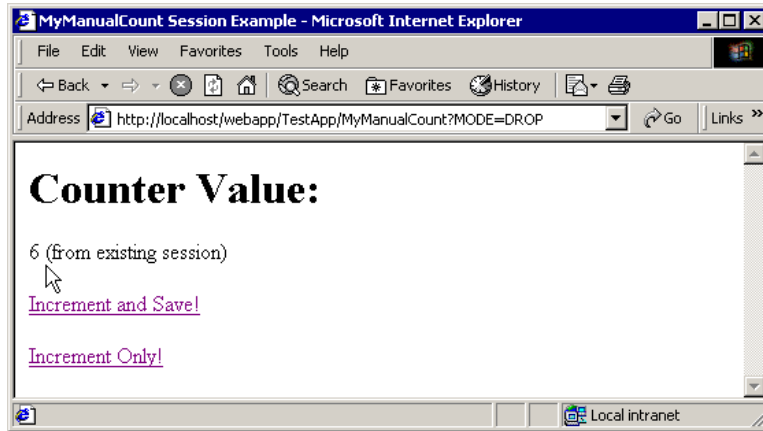 MyManualCount Session Example - Microsoft Internet Explorer
File Edit View Favorites Tools Help
Back Search Favorites History
Address http://localhost/webapp/TestApp/MyManualCount?MODE=DROP Go Links »
Counter Value:
6 (from existing session)
Increment and Save!
Increment Only!
Local intranet